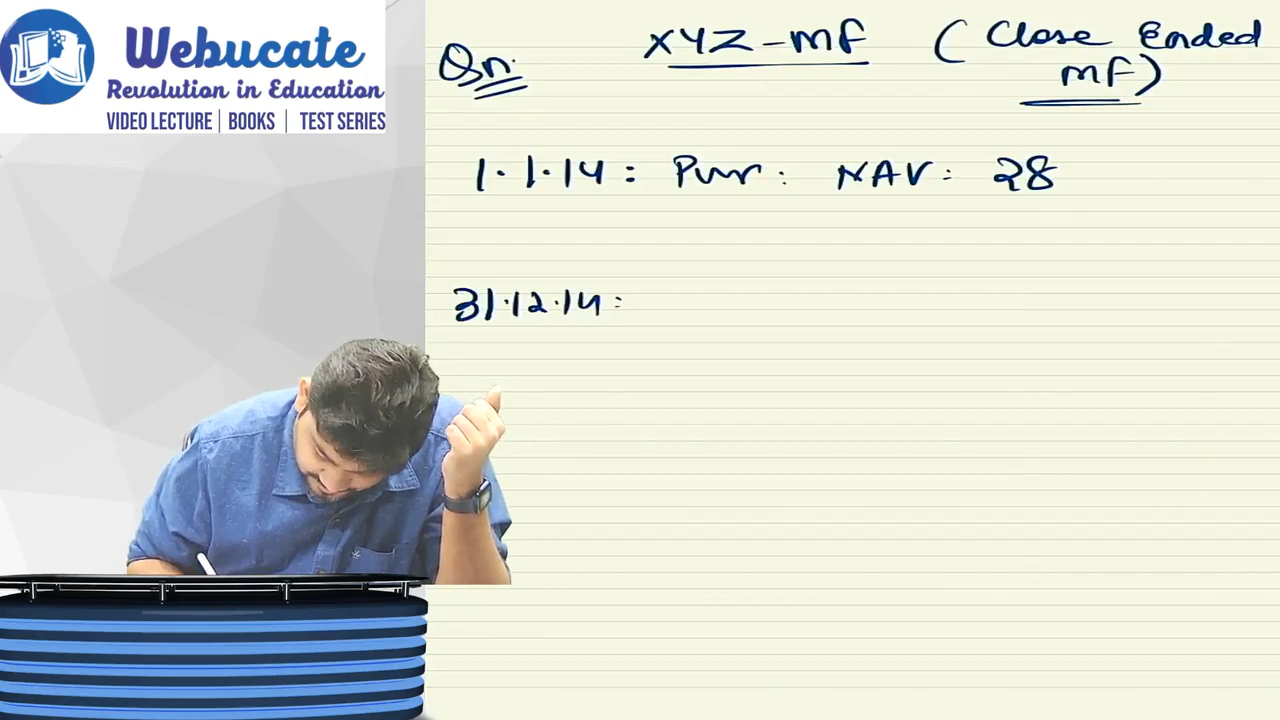 Webucate
Revolution in Education
VIDEO LECTURE | BOOKS | TEST SERIES
Qn.
XYZ-MF (Close Ended
MF)
1.1.14: Pur: NAV: 28
31.12.14: